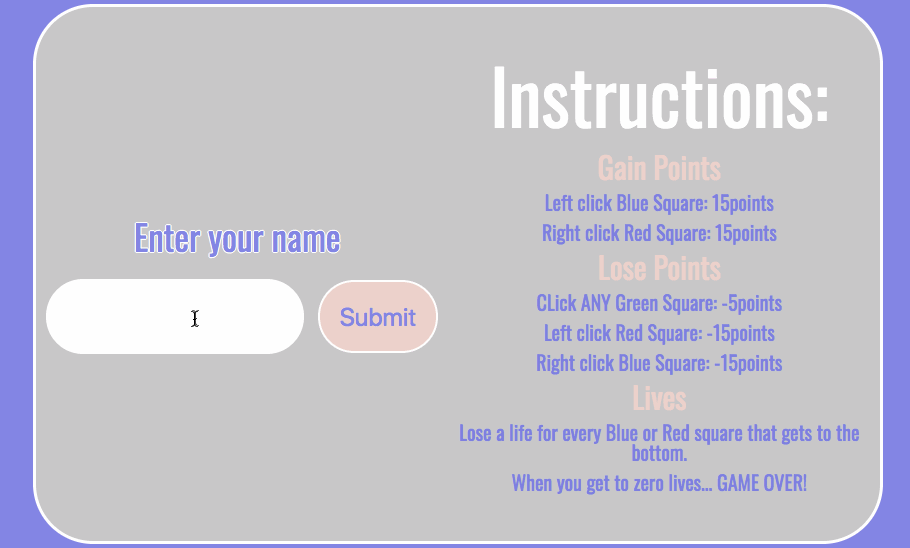 Enter your name
Submit
Instructions:
Gain Points
Left click Blue Square: 15points
Right click Red Square: 15points
Lose Points
CLick ANY Green Square: -5points
Left click Red Square: -15points
Right click Blue Square: -15points
Lives
Lose a life for every Blue or Red square that gets to the
bottom.
When you get to zero lives... GAME OVER!